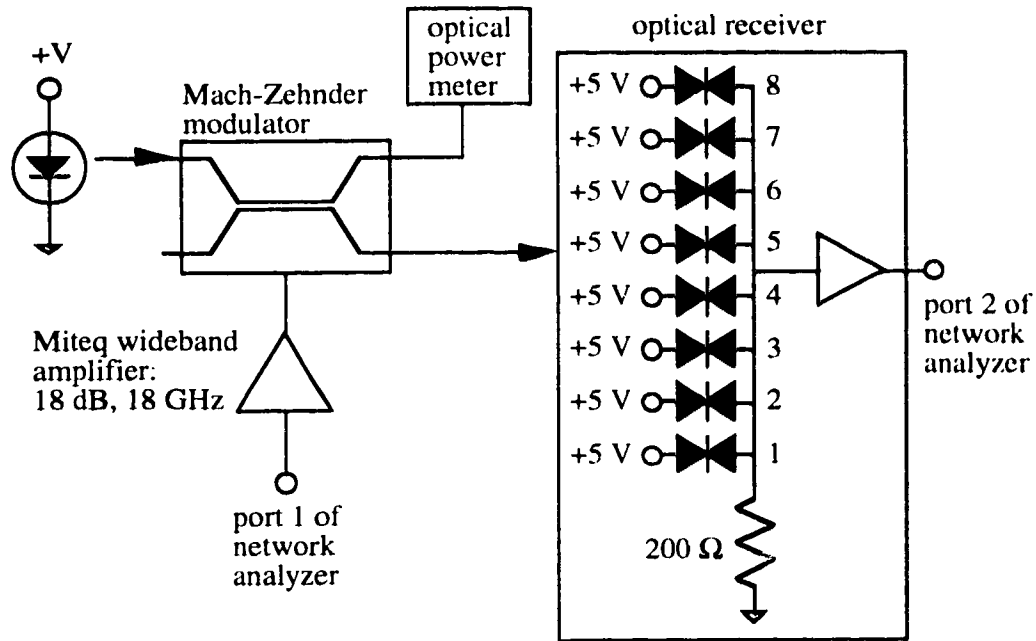 optical receiver
+V
optical
power
meter
Mach-Zehnder
modulator
+5 V 8
+5 V 7
+5 V 6
+5 V 5
+5 V 4
+5 V 3
+5 V 2
+5 V 1
Miteq wideband
amplifier:
18 dB, 18 GHz
port 1 of
network
analyzer
200 Ω
port 2 of
network
analyzer